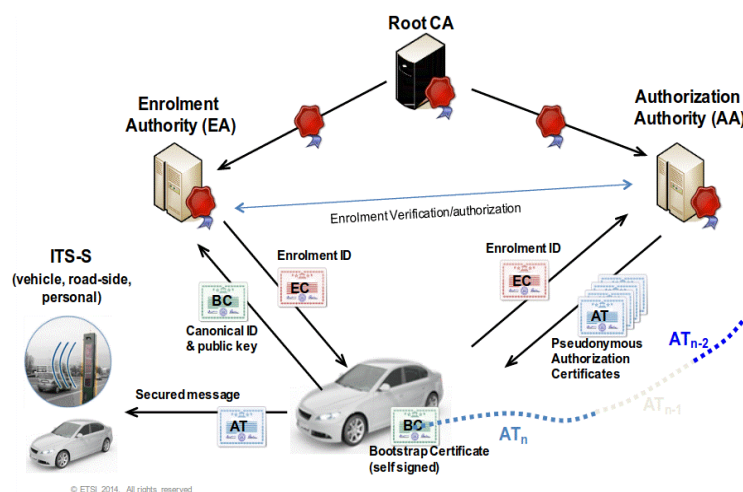 Root CA
Enrolment
Authority (EA)
Authorization
Authority (AA)
Enrolment Verification/authorization
ITS-S
(vehicle, road-side,
personal)
Enrolment ID
EC
BC
Canonical ID
& public key
Enrolment ID
EC
AT
Pseudonymous
Authorization
Certificates
ATn-2
ATn-1
ATn
Secured message
AT
BC
Bootstrap Certificate
(self signed)
© ETSI 2014. All rights reserved